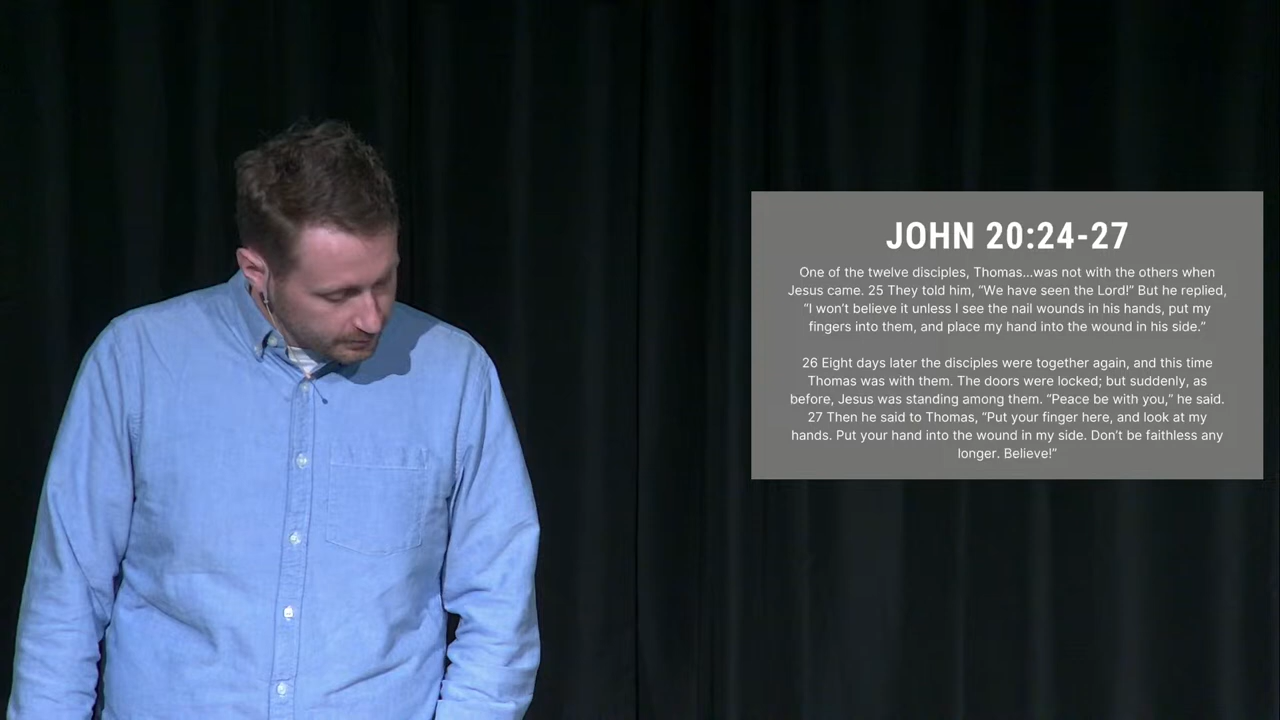 JOHN 20:24-27
One of the twelve disciples, Thomas...was not with the others when
Jesus came. 25 They told him, “We have seen the Lord!” But he replied,
“I won’t believe it unless I see the nail wounds in his hands, put my
fingers into them, and place my hand into the wound in his side.”
26 Eight days later the disciples were together again, and this time
Thomas was with them. The doors were locked; but suddenly, as
before, Jesus was standing among them. “Peace be with you,” he said.
27 Then he said to Thomas, “Put your finger here, and look at my
hands. Put your hand into the wound in my side. Don’t be faithless any
longer. Believe!”